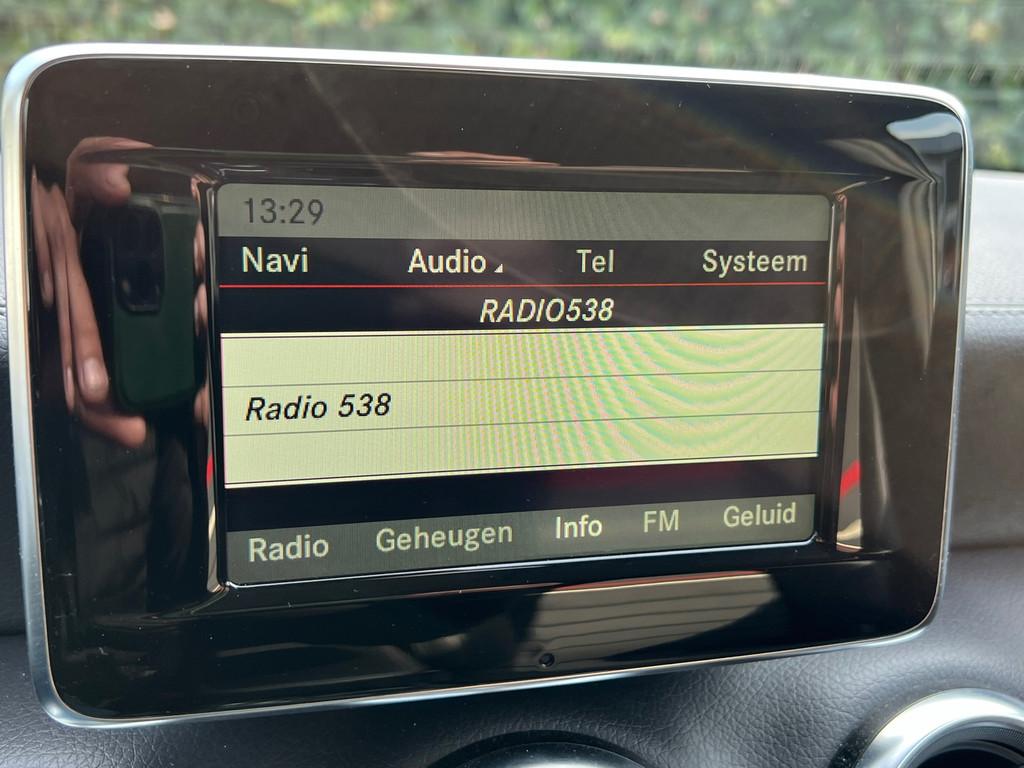 13:29
Navi Audio Tel Systeem
RADIO538
Radio 538
Radio Geheugen Info FM Geluid